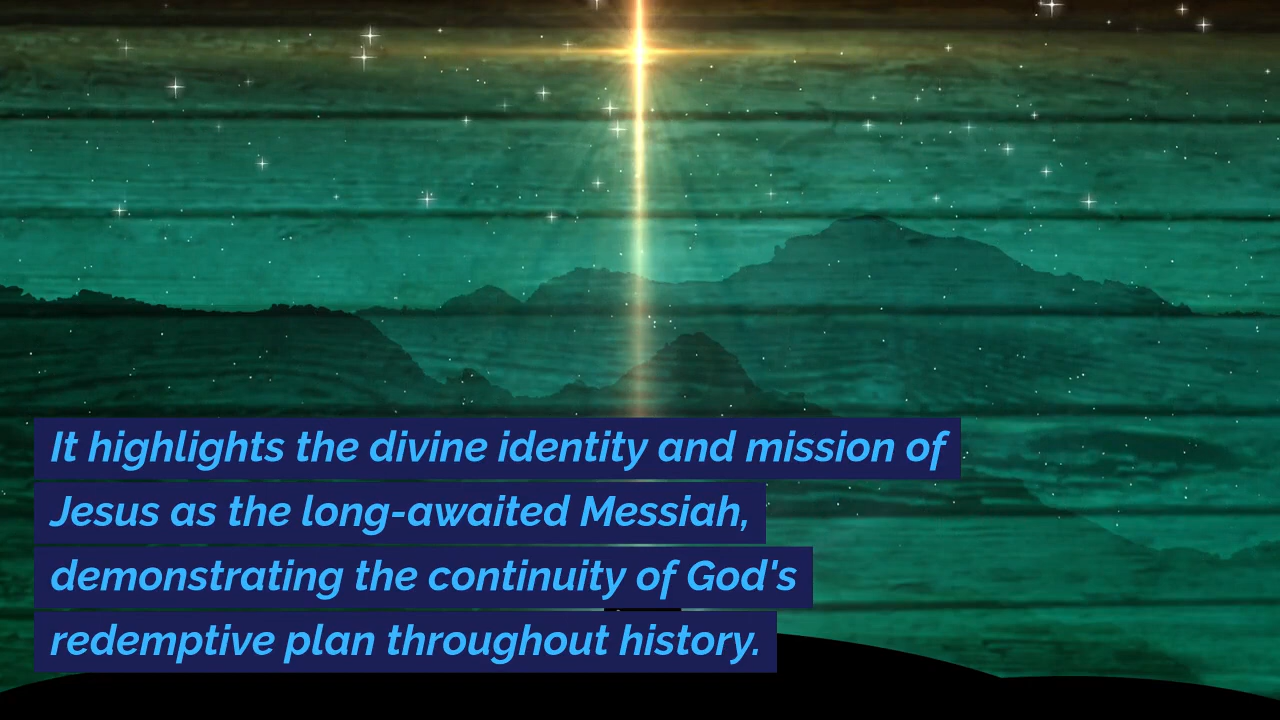 It highlights the divine identity and mission of
Jesus as the long-awaited Messiah,
demonstrating the continuity of God's
redemptive plan throughout history.